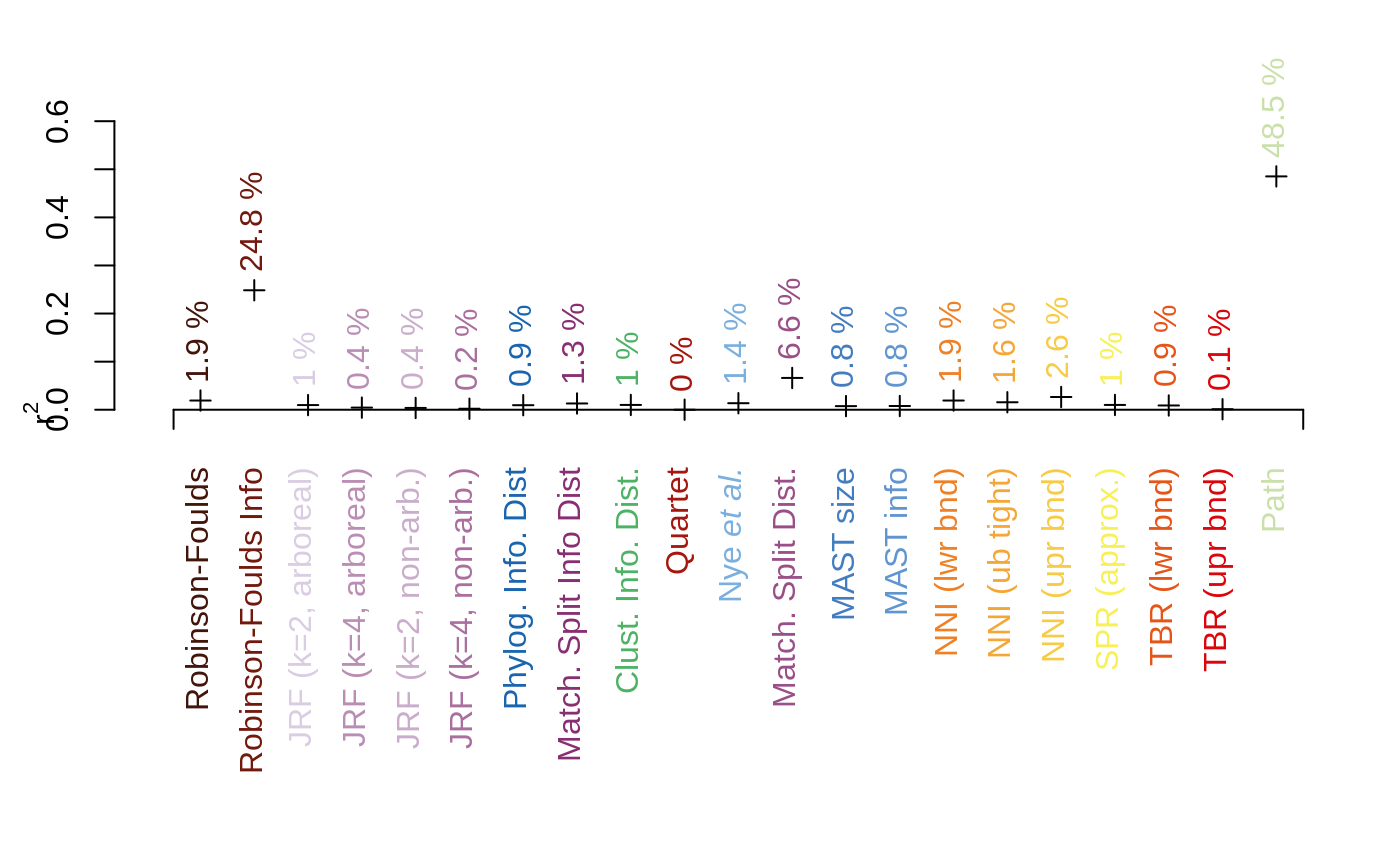 r2
0.0
0.2
0.4
0.6
1.9 %
24.8 %
1 %
0.4 %
0.4 %
0.2 %
0.9 %
1.3 %
1 %
0 %
1.4 %
6.6 %
0.8 %
0.8 %
1.9 %
1.6 %
2.6 %
1 %
0.9 %
0.1 %
48.5 %
Robinson-Foulds
Robinson-Foulds Info
JRF (k=2, arboreal)
JRF (k=4, arboreal)
JRF (k=2, non-arb.)
JRF (k=4, non-arb.)
Phylog. Info. Dist
Match. Split Info Dist
Clust. Info. Dist.
Quartet
Nye et al.
Match. Split Dist.
MAST size
MAST info
NNI (lwr bnd)
NNI (ub tight)
NNI (upr bnd)
SPR (approx.)
TBR (lwr bnd)
TBR (upr bnd)
Path